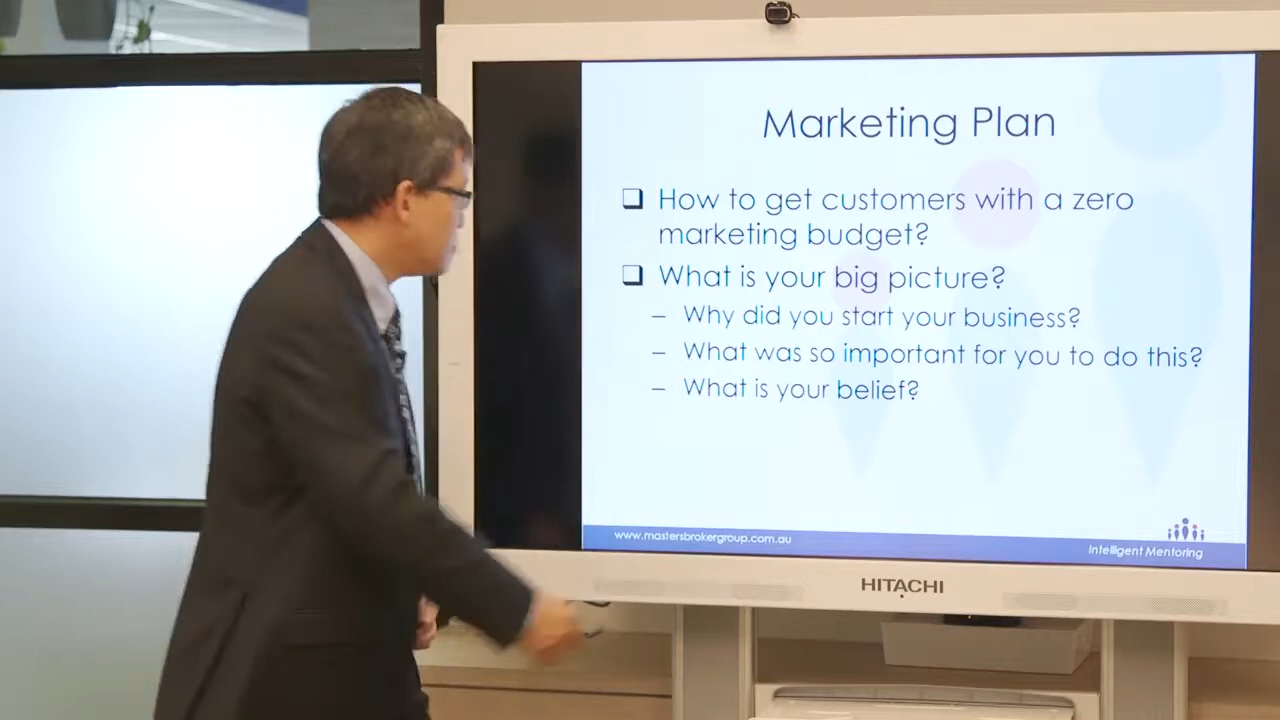 Marketing Plan
❑ How to get customers with a zero
marketing budget?
❑ What is your big picture?
– Why did you start your business?
– What was so important for you to do this?
– What is your belief?
www.mastersbrokergroup.com.au
Intelligent Mentoring
HITACHI